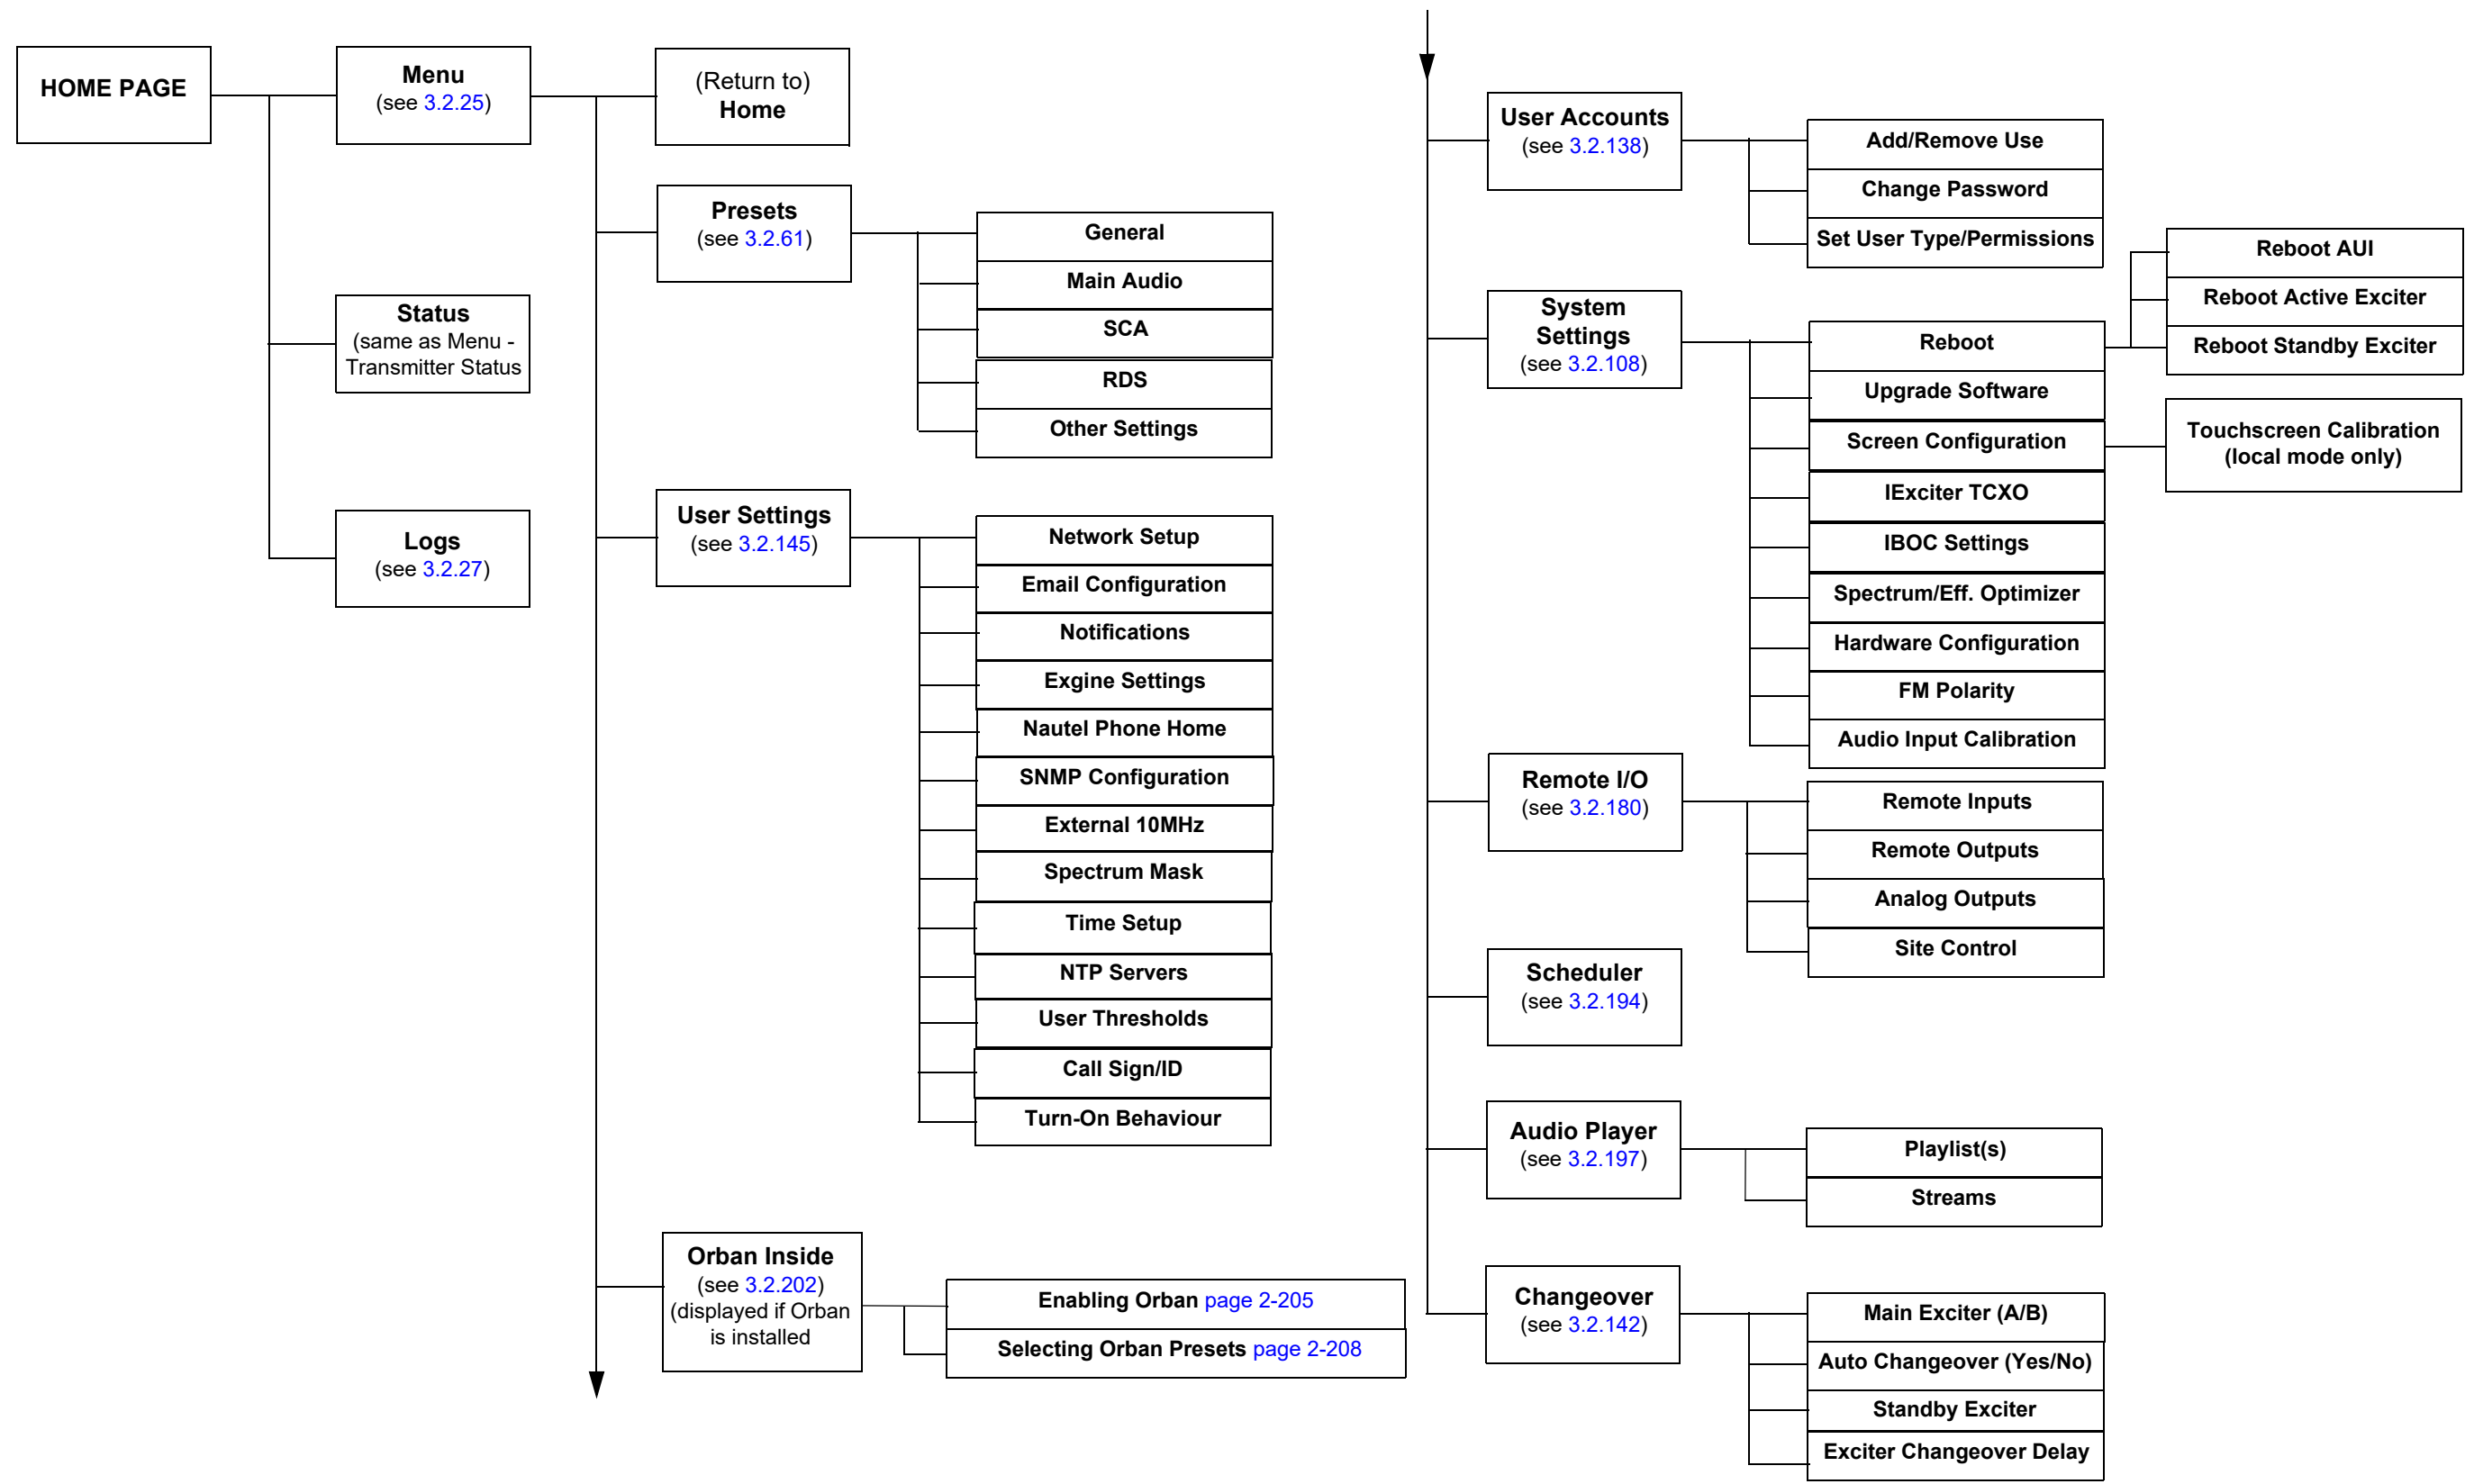 HOME PAGE
Menu
(see 3.2.25)
Status
(same as Menu -
Transmitter Status
Logs
(see 3.2.27)
(Return to)
Home
Presets
(see 3.2.61)
General
Main Audio
SCA
RDS
Other Settings
User Settings
(see 3.2.145)
Network Setup
Email Configuration
Notifications
Exgine Settings
Nautel Phone Home
SNMP Configuration
External 10MHz
Spectrum Mask
Time Setup
NTP Servers
User Thresholds
Call Sign/ID
Turn-On Behaviour
Orban Inside
(see 3.2.202)
(displayed if Orban
is installed
Enabling Orban page 2-205
Selecting Orban Presets page 2-208
User Accounts
(see 3.2.138)
Add/Remove Use
Change Password
Set User Type/Permissions
System
Settings
(see 3.2.108)
Reboot
Upgrade Software
Screen Configuration
IExciter TCXO
IBOC Settings
Spectrum/Eff. Optimizer
Hardware Configuration
FM Polarity
Audio Input Calibration
Reboot AUI
Reboot Active Exciter
Reboot Standby Exciter
Touchscreen Calibration
(local mode only)
Remote I/O
(see 3.2.180)
Remote Inputs
Remote Outputs
Analog Outputs
Site Control
Scheduler
(see 3.2.194)
Audio Player
(see 3.2.197)
Playlist(s)
Streams
Changeover
(see 3.2.142)
Main Exciter (A/B)
Auto Changeover (Yes/No)
Standby Exciter
Exciter Changeover Delay